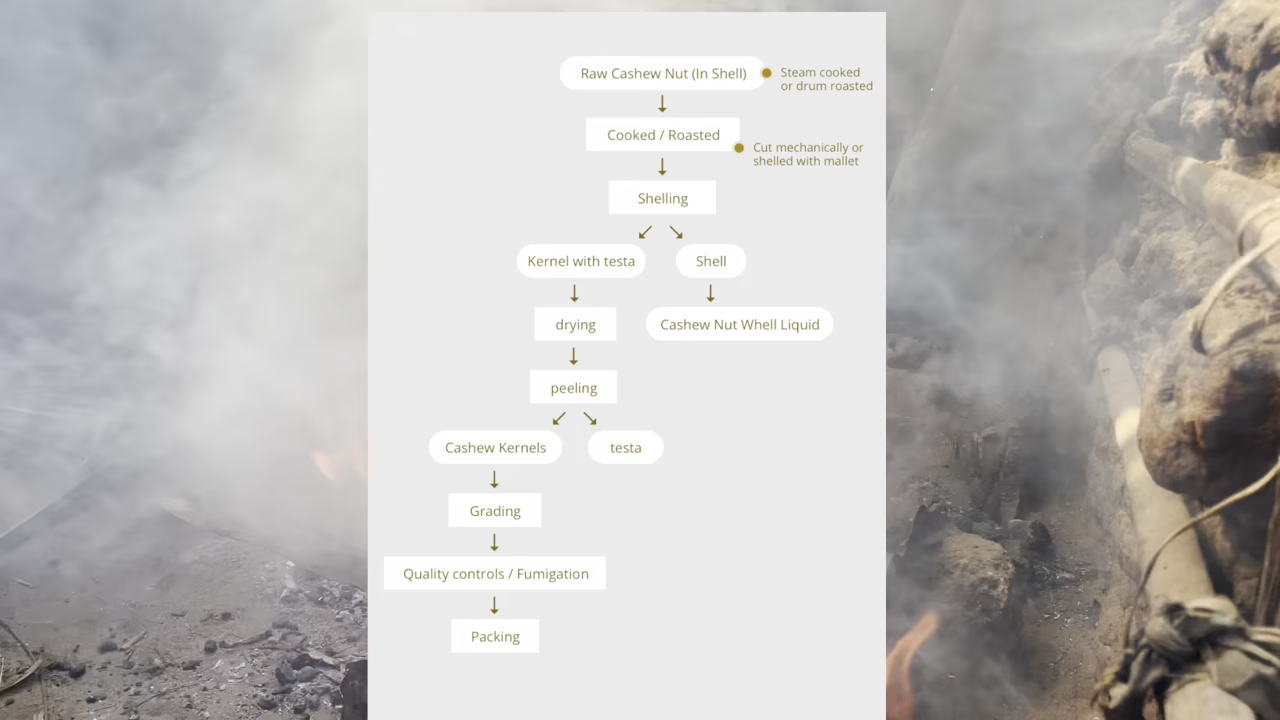 Raw Cashew Nut (In Shell)
Steam cooked
or drum roasted
Cooked / Roasted
Cut mechanically or
shelled with mallet
Shelling
Kernel with testa
Shell
drying
Cashew Nut Whell Liquid
peeling
Cashew Kernels
testa
Grading
Quality controls / Fumigation
Packing